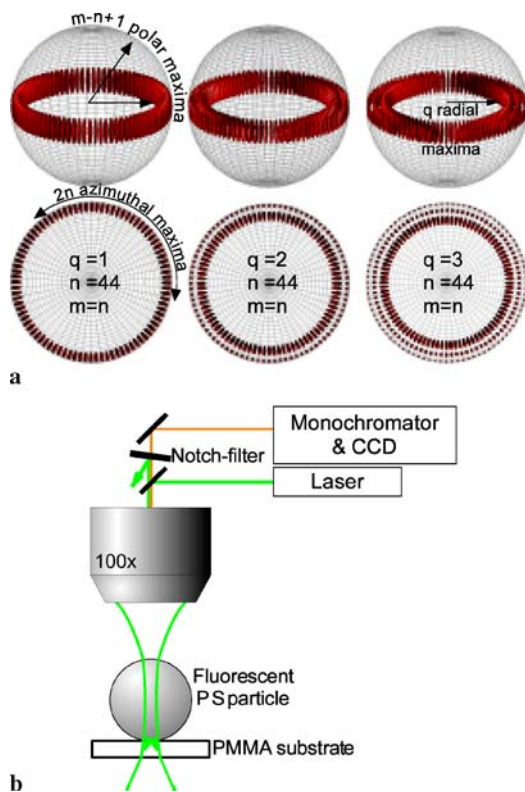 m-n+1 polar maxima
q radial
maxima
2n azimuthal maxima
q =1
n =44
m=n
q =2
n =44
m=n
q =3
n =44
m=n
a
Monochromator
& CCD
Notch-filter
Laser
100x
Fluorescent
PS particle
PMMA substrate
b